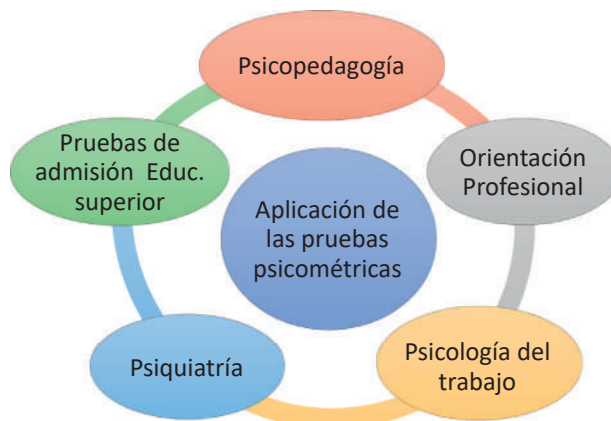 Psicopedagogía
Orientación
Profesional
Psicología del
trabajo
Psiquiatría
Pruebas de
admisión Educ.
superior
Aplicación de
las pruebas
psicométricas